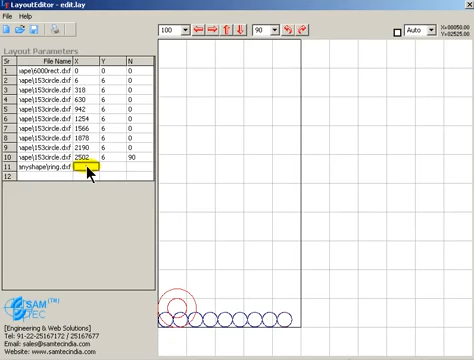 LayoutEditor - edit.lay
File Help
100 90 Auto X=00050.00
Y=02525.00
Layout Parameters
Sr File Name X Y N
1 ape\6000rect.dxf 0 0 0
2 ape\153circle.dxf 6 6 0
3 ape\153circle.dxf 318 6 0
4 ape\153circle.dxf 630 6 0
5 ape\153circle.dxf 942 6 0
6 ape\153circle.dxf 1254 6 0
7 ape\153circle.dxf 1566 6 0
8 ape\153circle.dxf 1878 6 0
9 ape\153circle.dxf 2190 6 0
10 ape\153circle.dxf 2502 6 90
11 anyshape\ring.dxf
12
SAM (TM)
TEC
[Engineering & Web Solutions]
Tel: 91-22-25167172 / 25167677
Email: sales@samtecindia.com
Website: www.samtecindia.com